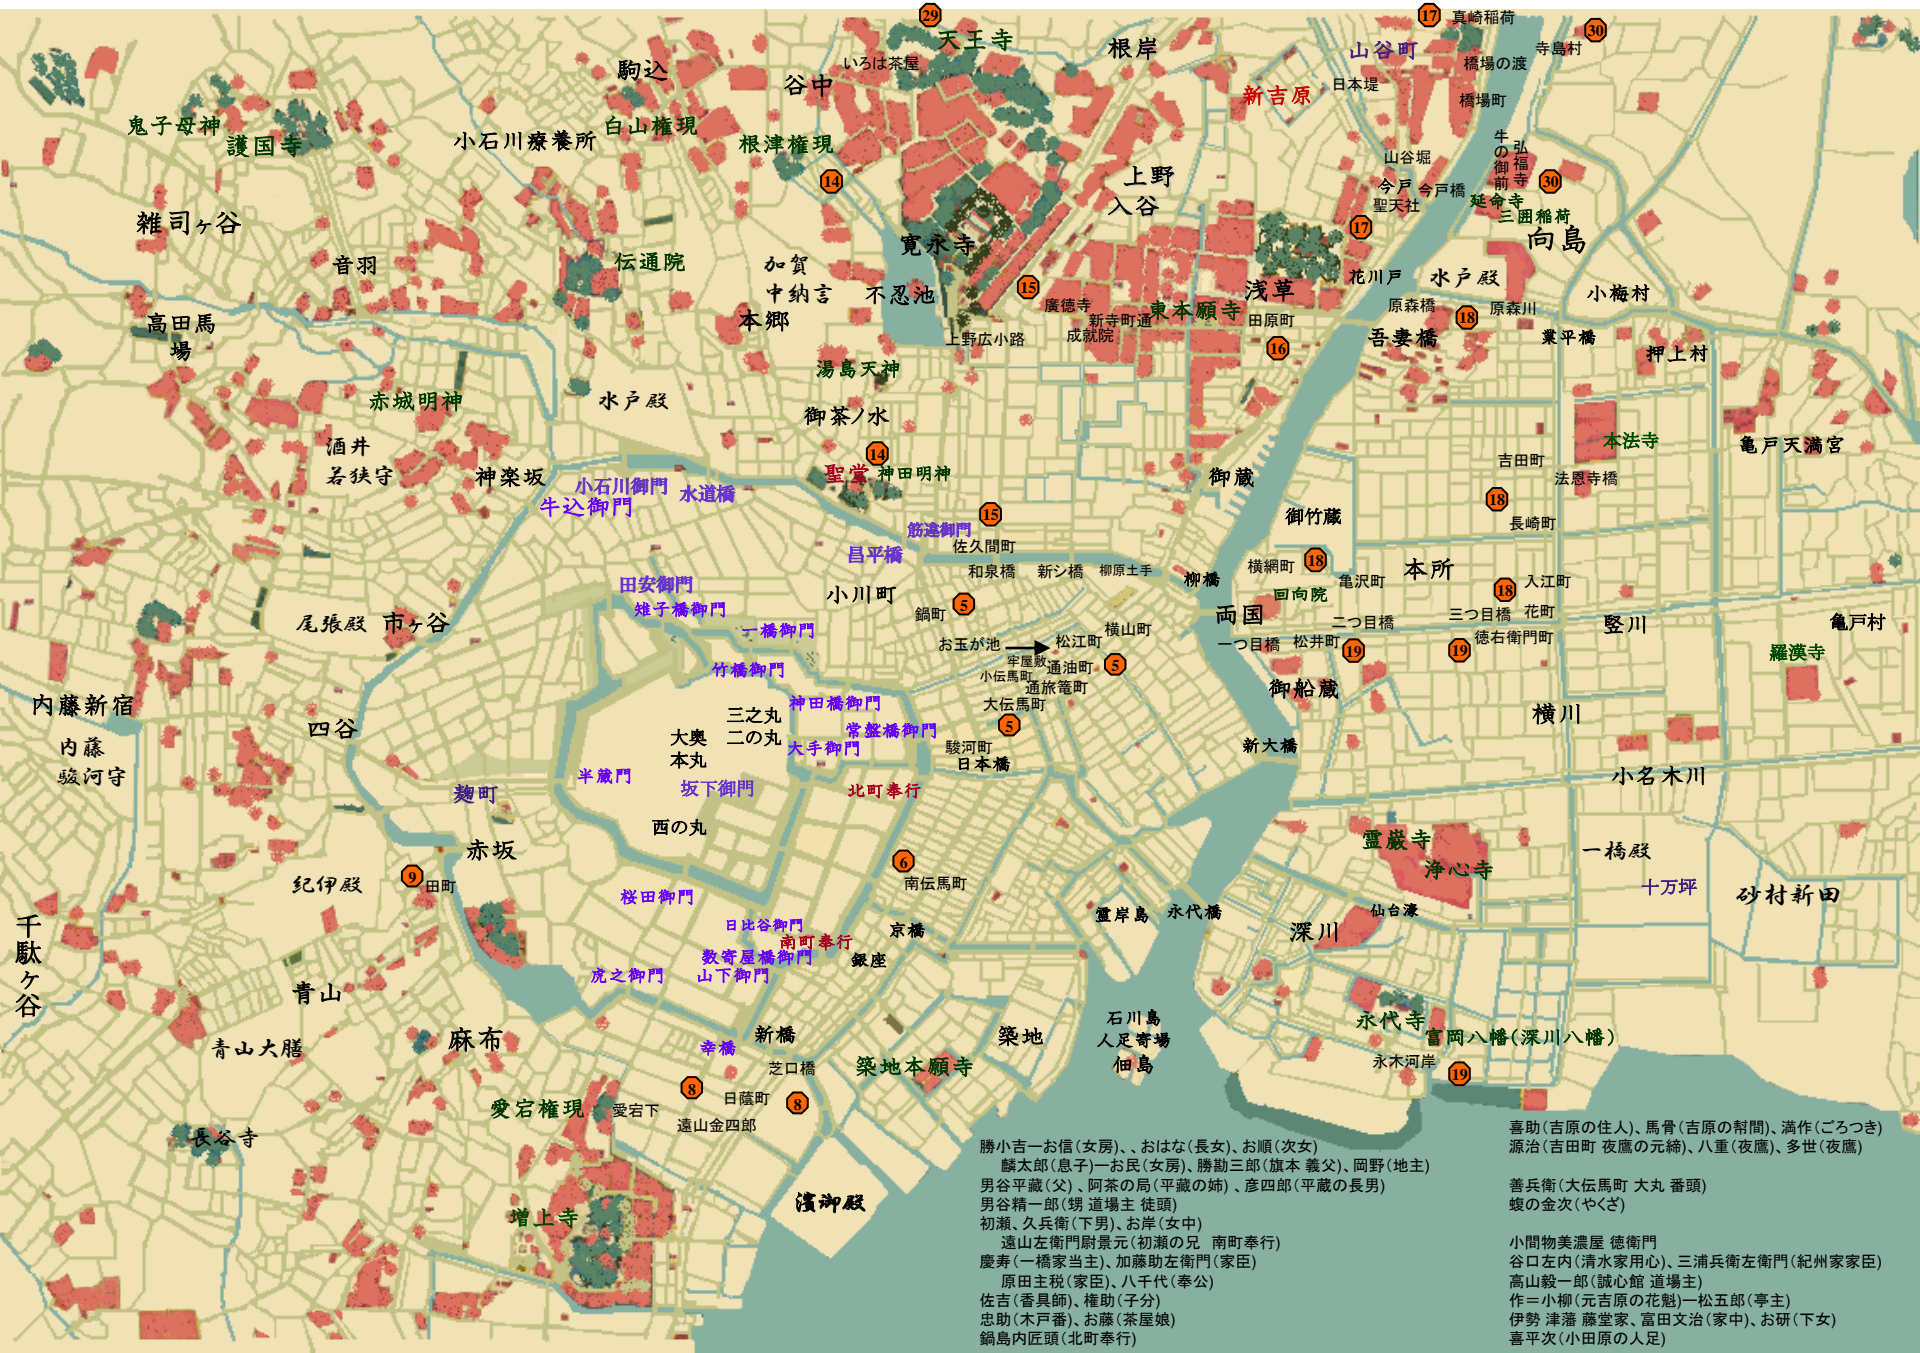 29
17
真崎稲荷
30
天王寺
いろは茶屋
根岸
山谷町
橋場の渡
寺島村
駒込
谷中
新吉原
日本堤
橋場町
鬼子母神
護国寺
小石川療養所
白山権現
根津権現
14
山谷堀
牛の御前
弘福寺
30
上野
入谷
今戸
今戸橋
聖天社
延命寺
三囲稲荷
向島
17
雑司ヶ谷
音羽
伝通院
加賀
中納言
寛永寺
不忍池
15
浅草
花川戸
水戸殿
小梅村
高田馬
場
本郷
上野広小路
廣徳寺
新寺町通
成就院
東本願寺
田原町
16
原森橋
18
原森川
吾妻橋
業平橋
押上村
湯島天神
赤城明神
水戸殿
御茶ノ水
酒井
若狭守
神楽坂
小石川御門
牛込御門
水道橋
聖堂
14
神田明神
御蔵
本法寺
亀戸天満宮
吉田町
法恩寺橋
18
長崎町
15
筋違御門
昌平橋
佐久間町
和泉橋
新シ橋
柳原土手
柳橋
御竹蔵
横網町
18
亀沢町
本所
18
入江町
田安御門
雉子橋御門
小川町
鍋町
5
回向院
両国
二つ目橋
三つ目橋
花町
竪川
亀戸村
尾張殿
市ヶ谷
一橋御門
竹橋御門
お玉が池
松江町
横山町
一つ目橋
松井町
19
19
徳右衛門町
羅漢寺
牢屋敷
小伝馬町
通油町
5
通旅篭町
大伝馬町
5
御船蔵
内藤新宿
内藤
駿河守
四谷
三之丸
二の丸
大奥
本丸
神田橋御門
常盤橋御門
大手御門
駿河町
日本橋
新大橋
横川
半蔵門
坂下御門
北町奉行
小名木川
麹町
西の丸
赤坂
6
南伝馬町
霊巌寺
浄心寺
一橋殿
十万坪
砂村新田
紀伊殿
9
田町
桜田御門
日比谷御門
南町奉行
数寄屋橋御門
山下御門
虎之御門
京橋
銀座
霊岸島
永代橋
深川
仙台濠
千駄ヶ谷
青山
青山大膳
麻布
新橋
幸橋
芝口橋
築地
築地本願寺
石川島
人足寄場
佃島
永代寺
富岡八幡(深川八幡)
永木河岸
19
長谷寺
愛宕権現
愛宕下
8
日蔭町
8
遠山金四郎
増上寺
濱御殿
勝小吉ーお信(女房)、、おはな(長女)、お順(次女)
麟太郎(息子)ーお民(女房)、勝勘三郎(旗本 義父)、岡野(地主)
男谷平蔵(父)、阿茶の局(平蔵の姉)、彦四郎(平蔵の長男)
男谷精一郎(甥 道場主 徒頭)
初瀬、久兵衛(下男)、お岸(女中)
遠山左衛門尉景元(初瀬の兄 南町奉行)
慶寿(一橋家当主)、加藤助左衛門(家臣)
原田主税(家臣)、八千代(奉公)
佐吉(香具師)、権助(子分)
忠助(木戸番)、お藤(茶屋娘)
鍋島内匠頭(北町奉行)
喜助(吉原の住人)、馬骨(吉原の幇間)、満作(ごろつき)
源治(吉田町 夜鷹の元締)、八重(夜鷹)、多世(夜鷹)
善兵衛(大伝馬町 大丸 番頭)
蝮の金次(やくざ)
小間物美濃屋 徳衛門
谷口左内(清水家用心)、三浦兵衛左衛門(紀州家家臣)
高山毅一郎(誠心館 道場主)
作＝小柳(元吉原の花魁)ー松五郎(亭主)
伊勢 津藩 藤堂家、富田文治(家中)、お研(下女)
喜平次(小田原の人足)